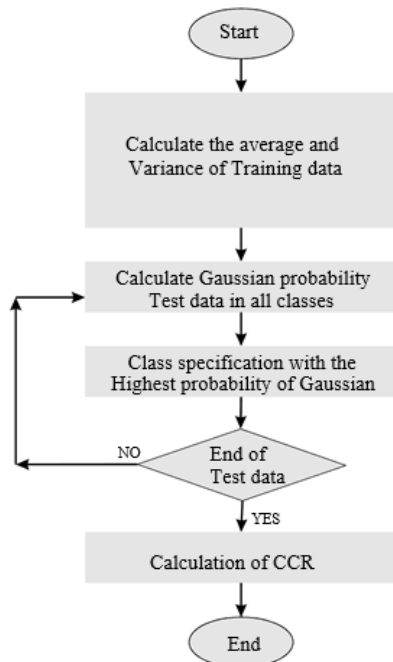 Start
Calculate the average and
Variance of Training data
Calculate Gaussian probability
Test data in all classes
Class specification with the
Highest probability of Gaussian
NO
End of
Test data
YES
Calculation of CCR
End